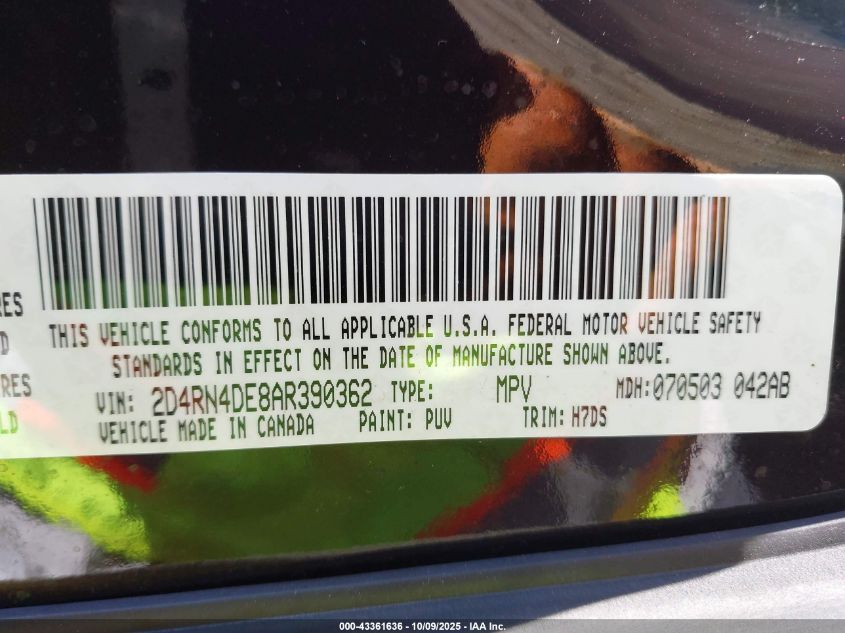 RES
THIS VEHICLE CONFORMS TO ALL APPLICABLE U.S.A. FEDERAL MOTOR VEHICLE SAFETY
D
STANDARDS IN EFFECT ON THE DATE OF MANUFACTURE SHOWN ABOVE.
RES
VIN: 2D4RN4DE8AR390362 TYPE: MPV MDH:070503 042AB
LD
VEHICLE MADE IN CANADA PAINT: PUV TRIM: H7DS
000-43361636 - 10/09/2025 - IAA Inc.